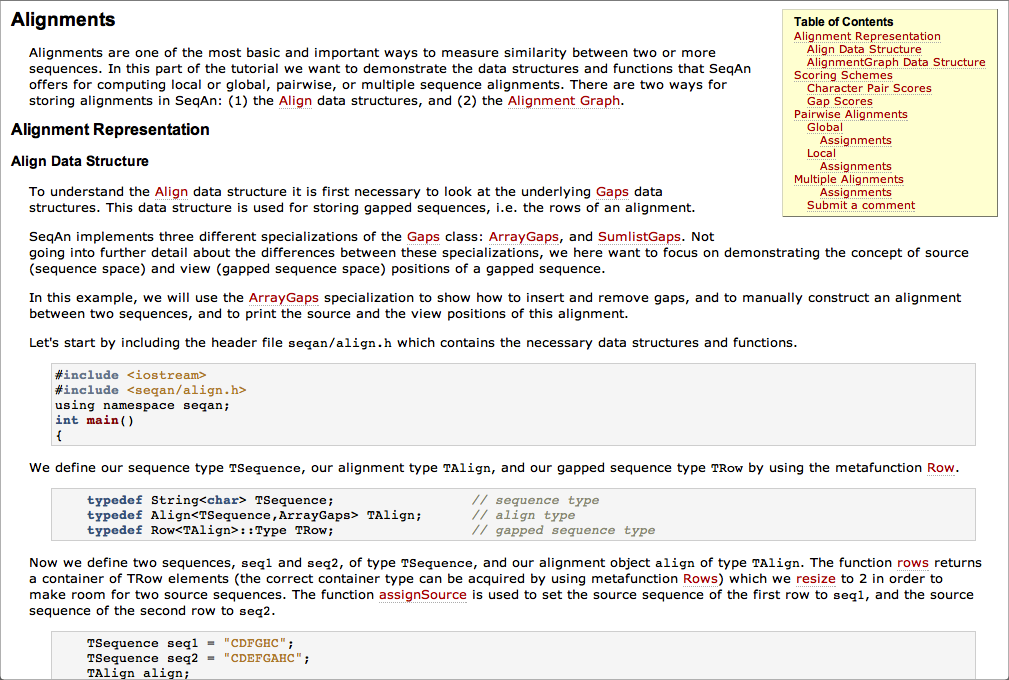 Alignments
Alignments are one of the most basic and important ways to measure similarity between two or more
sequences. In this part of the tutorial we want to demonstrate the data structures and functions that SeqAn
offers for computing local or global, pairwise, or multiple sequence alignments. There are two ways for
storing alignments in SeqAn: (1) the Align data structures, and (2) the Alignment Graph.
Table of Contents
Alignment Representation
Align Data Structure
AlignmentGraph Data Structure
Scoring Schemes
Character Pair Scores
Gap Scores
Pairwise Alignments
Global
Assignments
Local
Assignments
Multiple Alignments
Assignments
Submit a comment
Alignment Representation
Align Data Structure
To understand the Align data structure it is first necessary to look at the underlying Gaps data
structures. This data structure is used for storing gapped sequences, i.e. the rows of an alignment.
SeqAn implements three different specializations of the Gaps class: ArrayGaps, and SumlistGaps. Not
going into further detail about the differences between these specializations, we here want to focus on demonstrating the concept of source
(sequence space) and view (gapped sequence space) positions of a gapped sequence.
In this example, we will use the ArrayGaps specialization to show how to insert and remove gaps, and to manually construct an alignment
between two sequences, and to print the source and the view positions of this alignment.
Let's start by including the header file seqan/align.h which contains the necessary data structures and functions.
#include <iostream>
#include <seqan/align.h>
using namespace seqan;
int main()
{
We define our sequence type TSequence, our alignment type TAlign, and our gapped sequence type TRow by using the metafunction Row.
typedef String<char> TSequence; // sequence type
typedef Align<TSequence,ArrayGaps> TAlign; // align type
typedef Row<TAlign>::Type TRow; // gapped sequence type
Now we define two sequences, seq1 and seq2, of type TSequence, and our alignment object align of type TAlign. The function rows returns
a container of TRow elements (the correct container type can be acquired by using metafunction Rows) which we resize to 2 in order to
make room for two source sequences. The function assignSource is used to set the source sequence of the first row to seq1, and the source
sequence of the second row to seq2.
TSequence seq1 = "CDFGHC";
TSequence seq2 = "CDEFGAHC";
TAlign align;